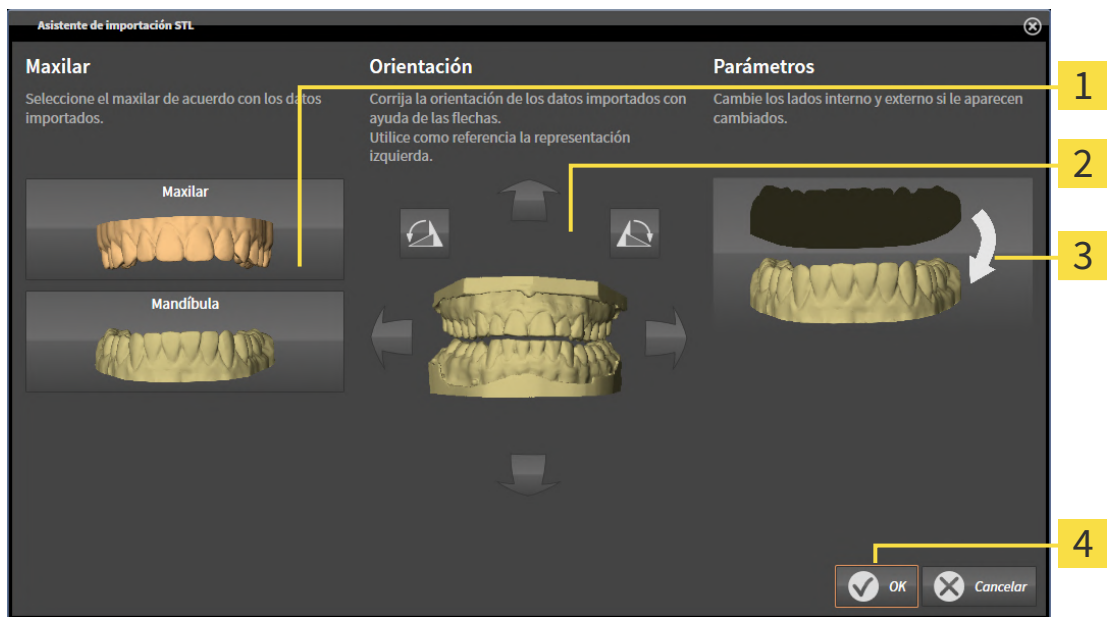 Asistente de importación STL
Maxilar
Seleccione el maxilar de acuerdo con los datos
importados.
Maxilar
Mandíbula
Orientación
Corrija la orientación de los datos importados con
ayuda de las flechas.
Utilice como referencia la representación
izquierda.
Parámetros
Cambie los lados interno y externo si le aparecen
cambiados.
OK
Cancelar
1
2
3
4